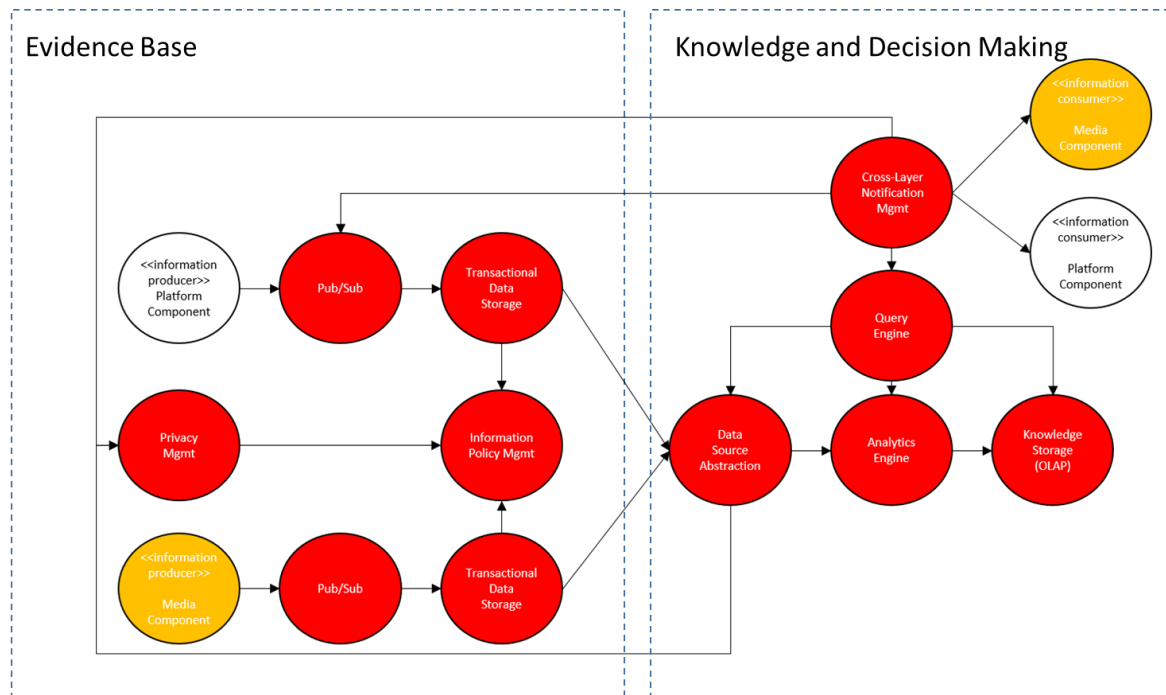 Evidence Base
Knowledge and Decision Making
<<information
consumer>>
Media
Component
Cross-Layer
Notification
Mgmt
<<information
consumer>>
Platform
Component
<<information
producer>>
Platform
Component
Pub/Sub
Transactional
Data
Storage
Query
Engine
Privacy
Mgmt
Information
Policy Mgmt
Data
Source
Abstraction
Analytics
Engine
Knowledge
Storage
(OLAP)
<<information
producer>>
Media
Component
Pub/Sub
Transactional
Data
Storage